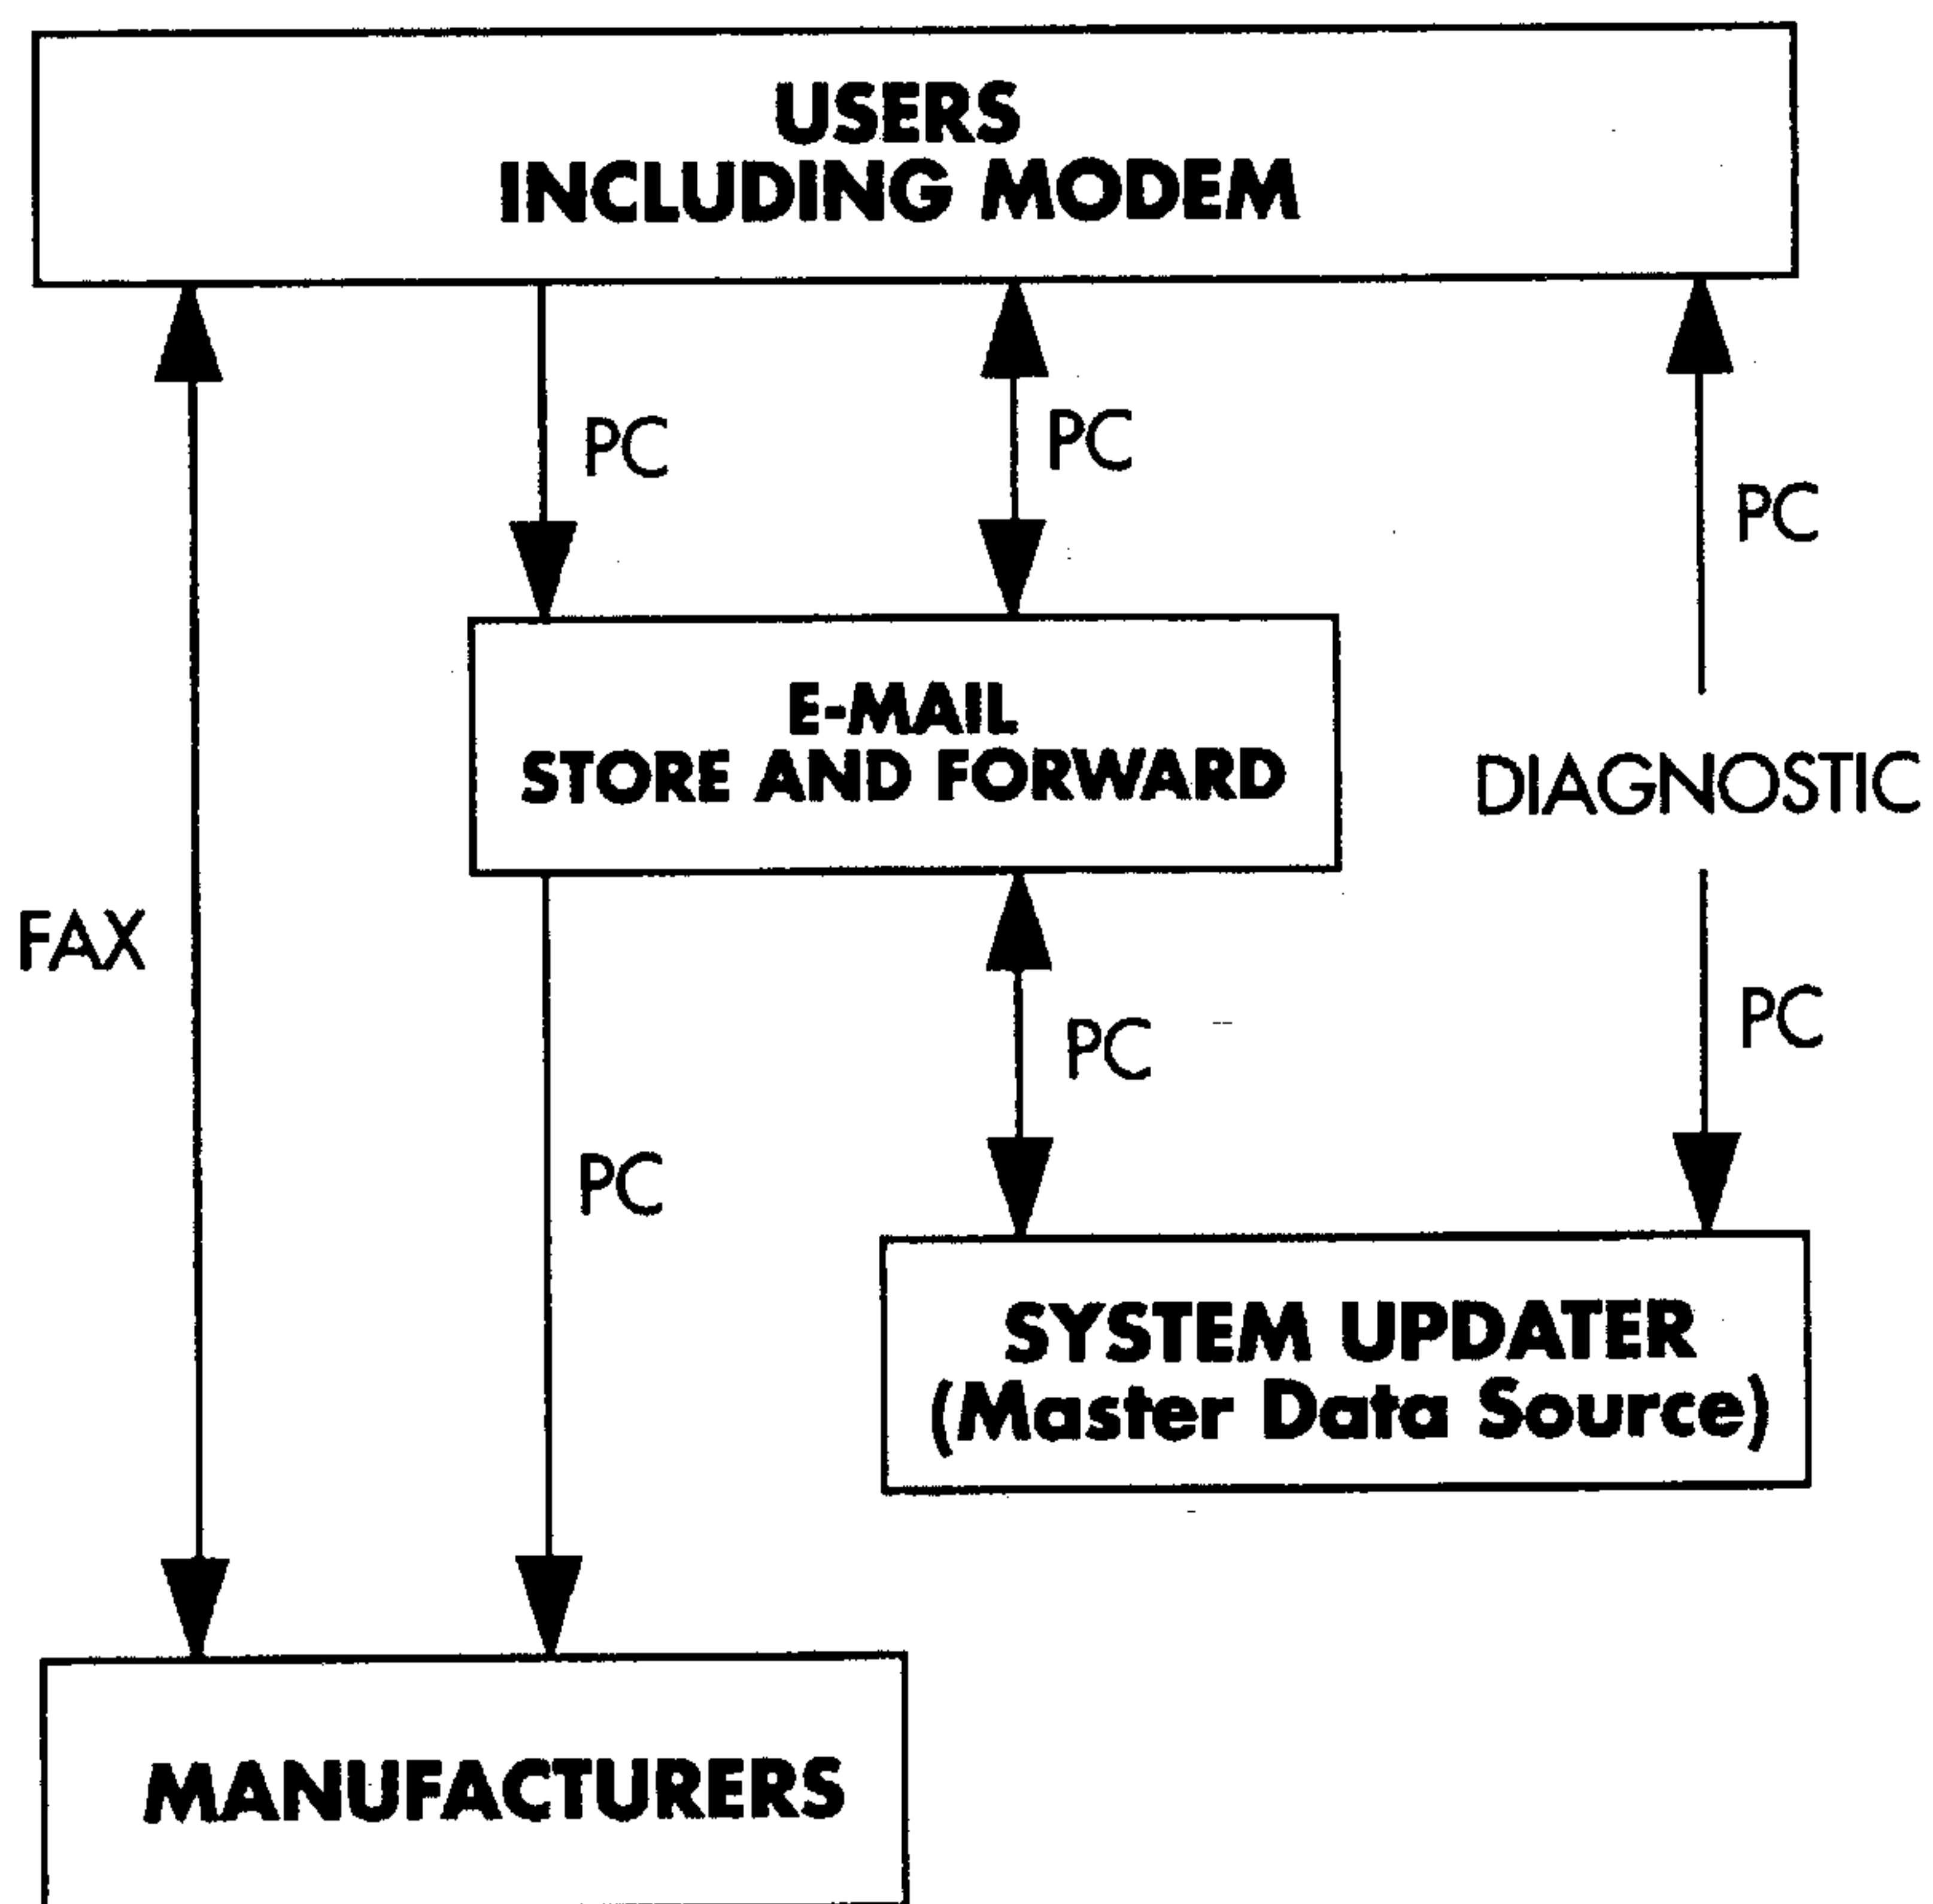 USERS
INCLUDING MODEM
PC
PC
PC
E-MAIL
STORE AND FORWARD
DIAGNOSTIC
FAX
PC
PC
PC
SYSTEM UPDATER
(Master Data Source)
MANUFACTURERS